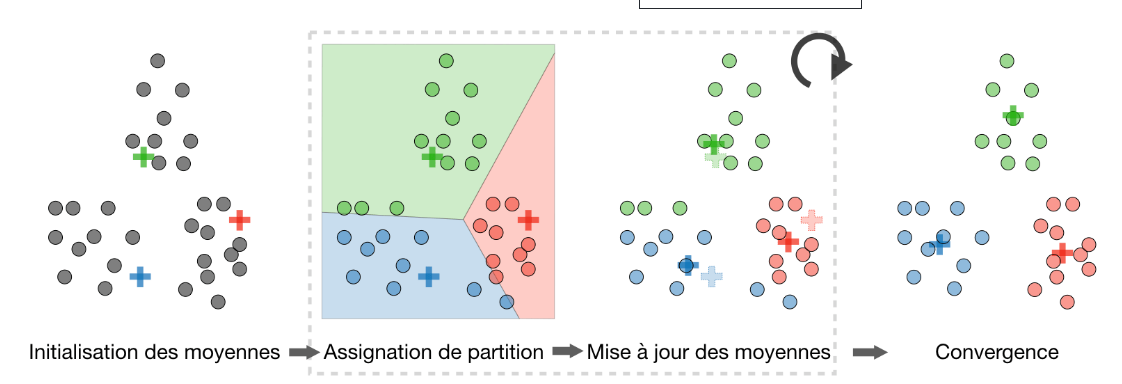 Initialisation des moyennes
Assignation de partition
Mise à jour des moyennes
Convergence